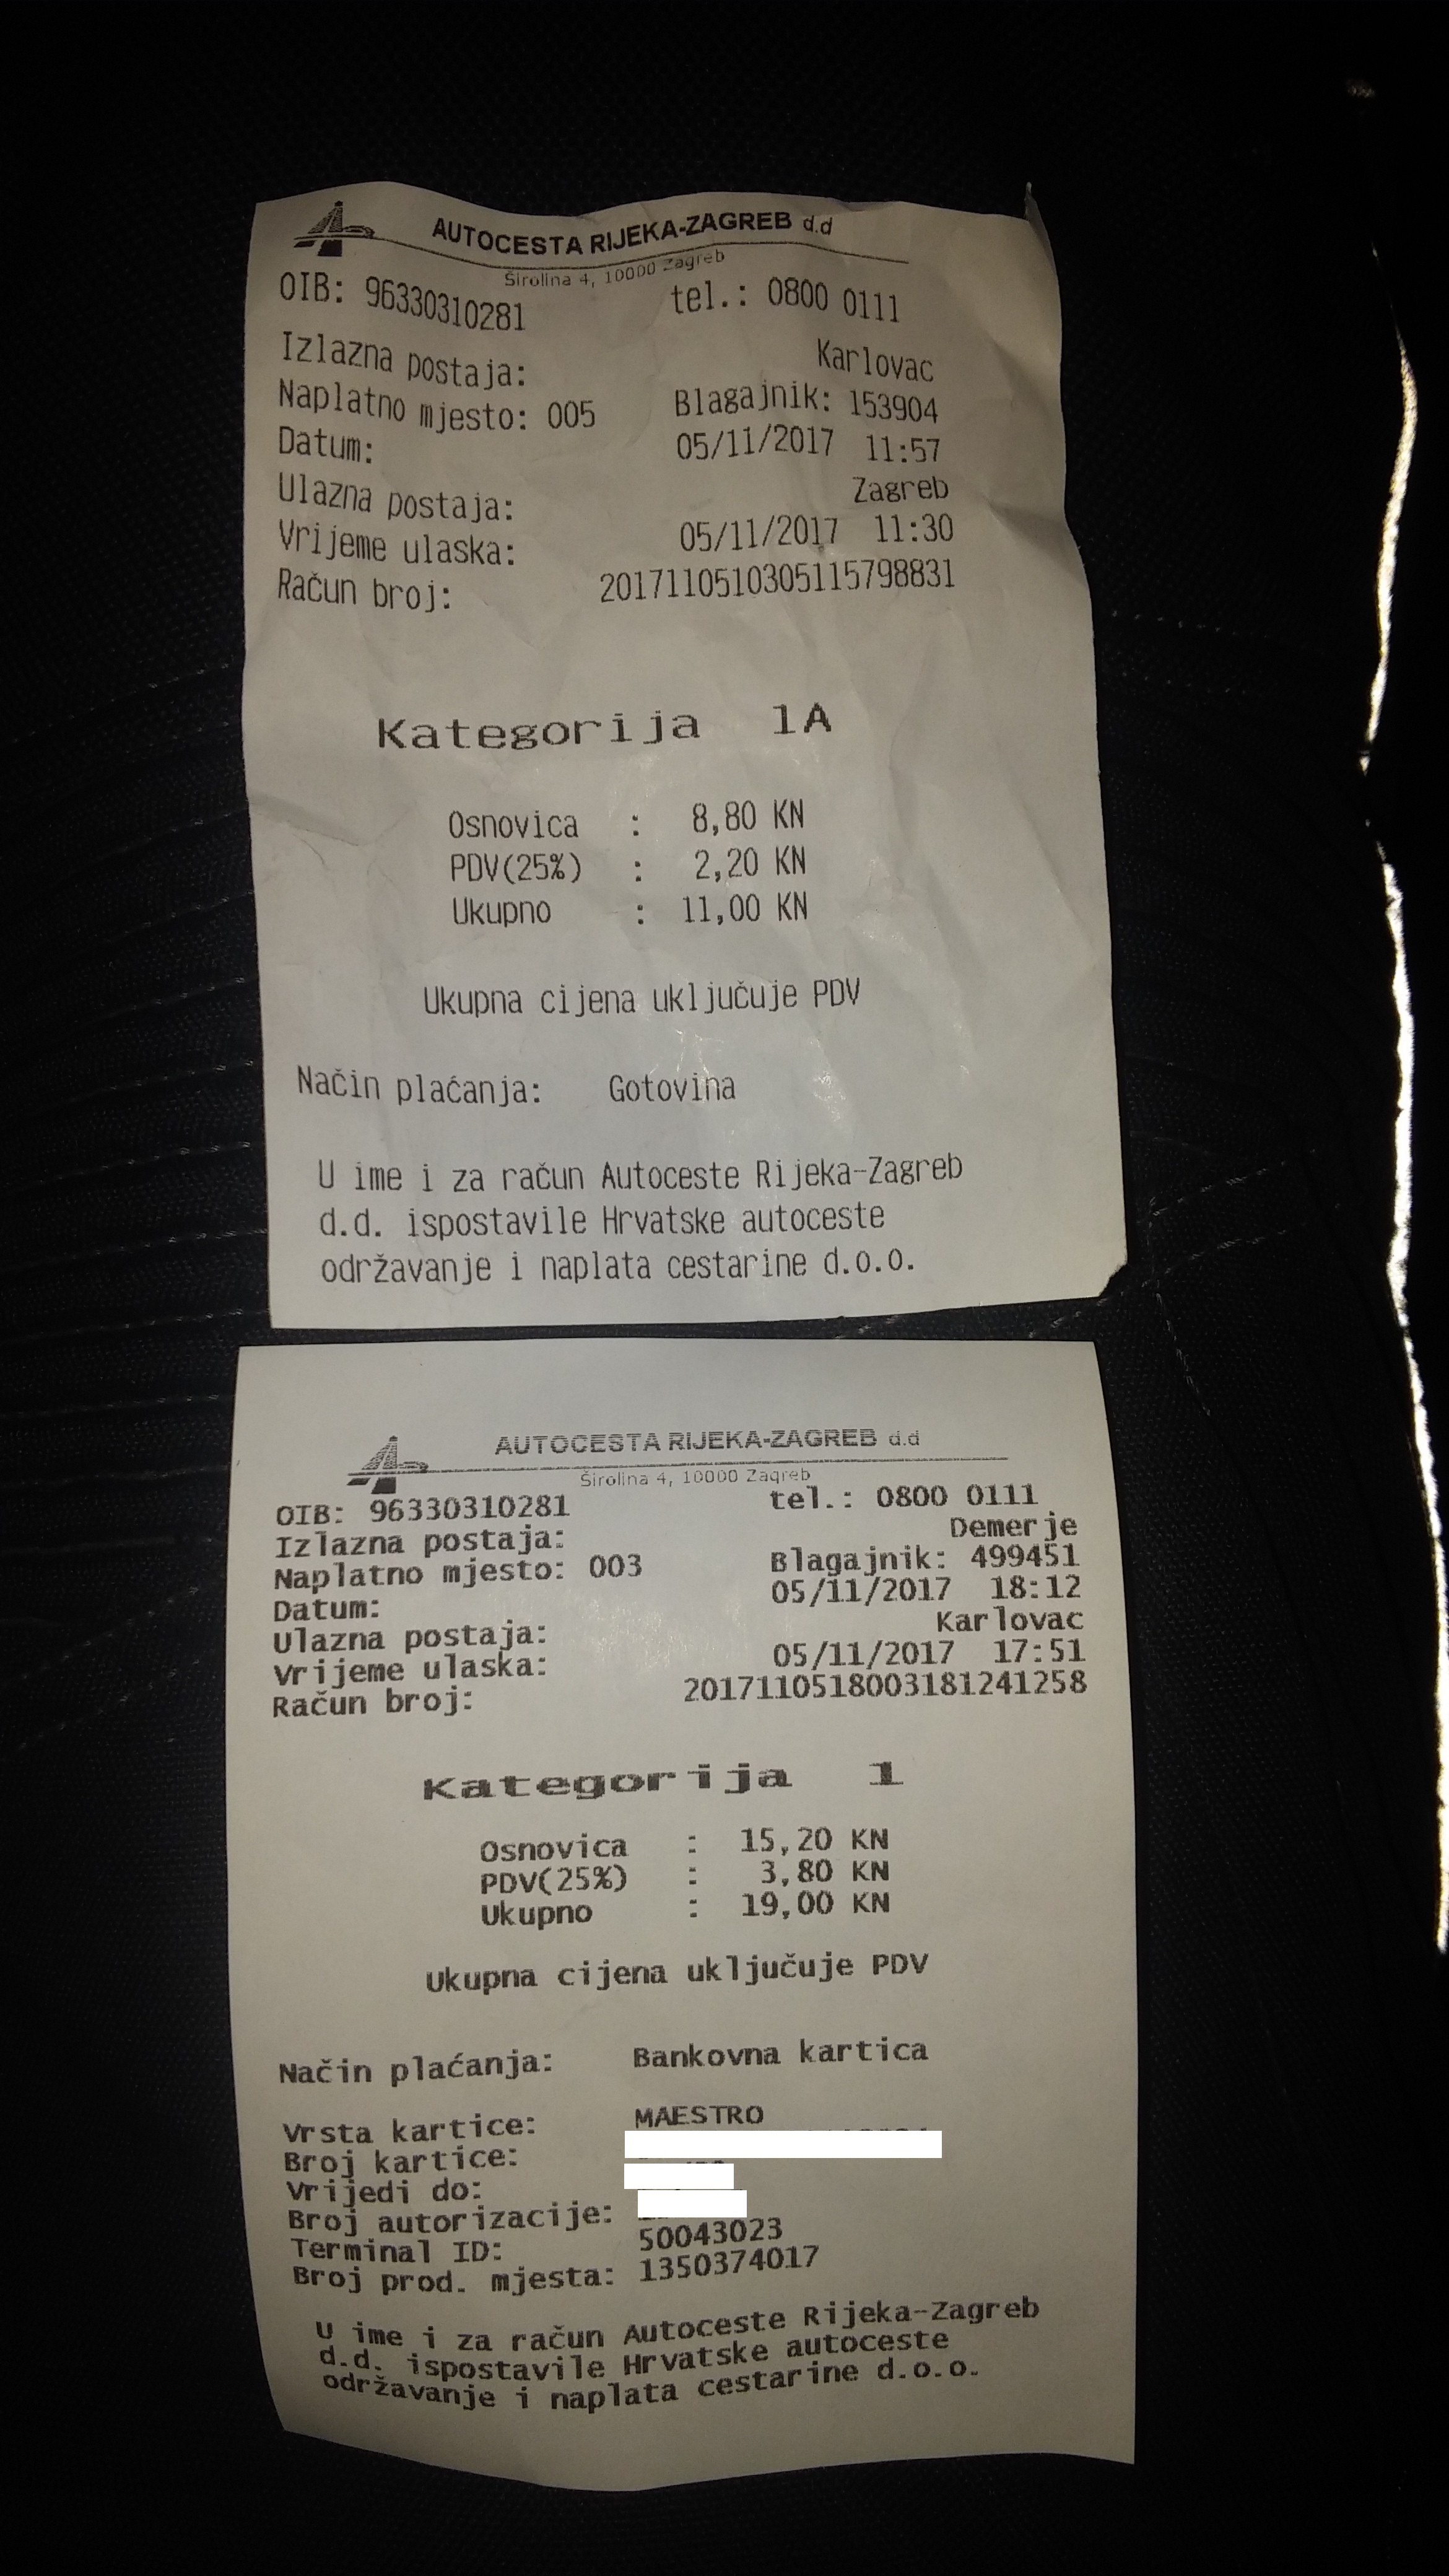 AUTOCESTA RIJEKA-ZAGREB d.d
Širolina 4, 10000 Zagreb
OIB: 96330310281 tel.: 0800 0111
Izlazna postaja: Karlovac
Naplatno mjesto: 005 Blagajnik: 153904
Datum: 05/11/2017 11:57
Ulazna postaja: Zagreb
Vrijeme ulaska: 05/11/2017 11:30
Račun broj: 2017110510305115798831
Kategorija 1A
Osnovica : 8,80 KN
PDV(25%) : 2,20 KN
Ukupno : 11,00 KN
Ukupna cijena uključuje PDV
Način plaćanja: Gotovina
U ime i za račun Autoceste Rijeka-Zagreb
d.d. ispostavile Hrvatske autoceste
održavanje i naplata cestarine d.o.o.
AUTOCESTA RIJEKA-ZAGREB d.d
Širolina 4, 10000 Zagreb
OIB: 96330310281 tel.: 0800 0111
Izlazna postaja: Demerje
Naplatno mjesto: 003 Blagajnik: 499451
Datum: 05/11/2017 18:12
Ulazna postaja: Karlovac
Vrijeme ulaska: 05/11/2017 17:51
Račun broj: 2017110518003181241258
Kategorija 1
Osnovica : 15,20 KN
PDV(25%) : 3,80 KN
Ukupno : 19,00 KN
Ukupna cijena uključuje PDV
Način plaćanja: Bankovna kartica
Vrsta kartice: MAESTRO
Broj kartice:
Vrijedi do:
Broj autorizacije:
Terminal ID: 50043023
Broj prod. mjesta: 1350374017
U ime i za račun Autoceste Rijeka-Zagreb
d.d. ispostavile Hrvatske autoceste
održavanje i naplata cestarine d.o.o.